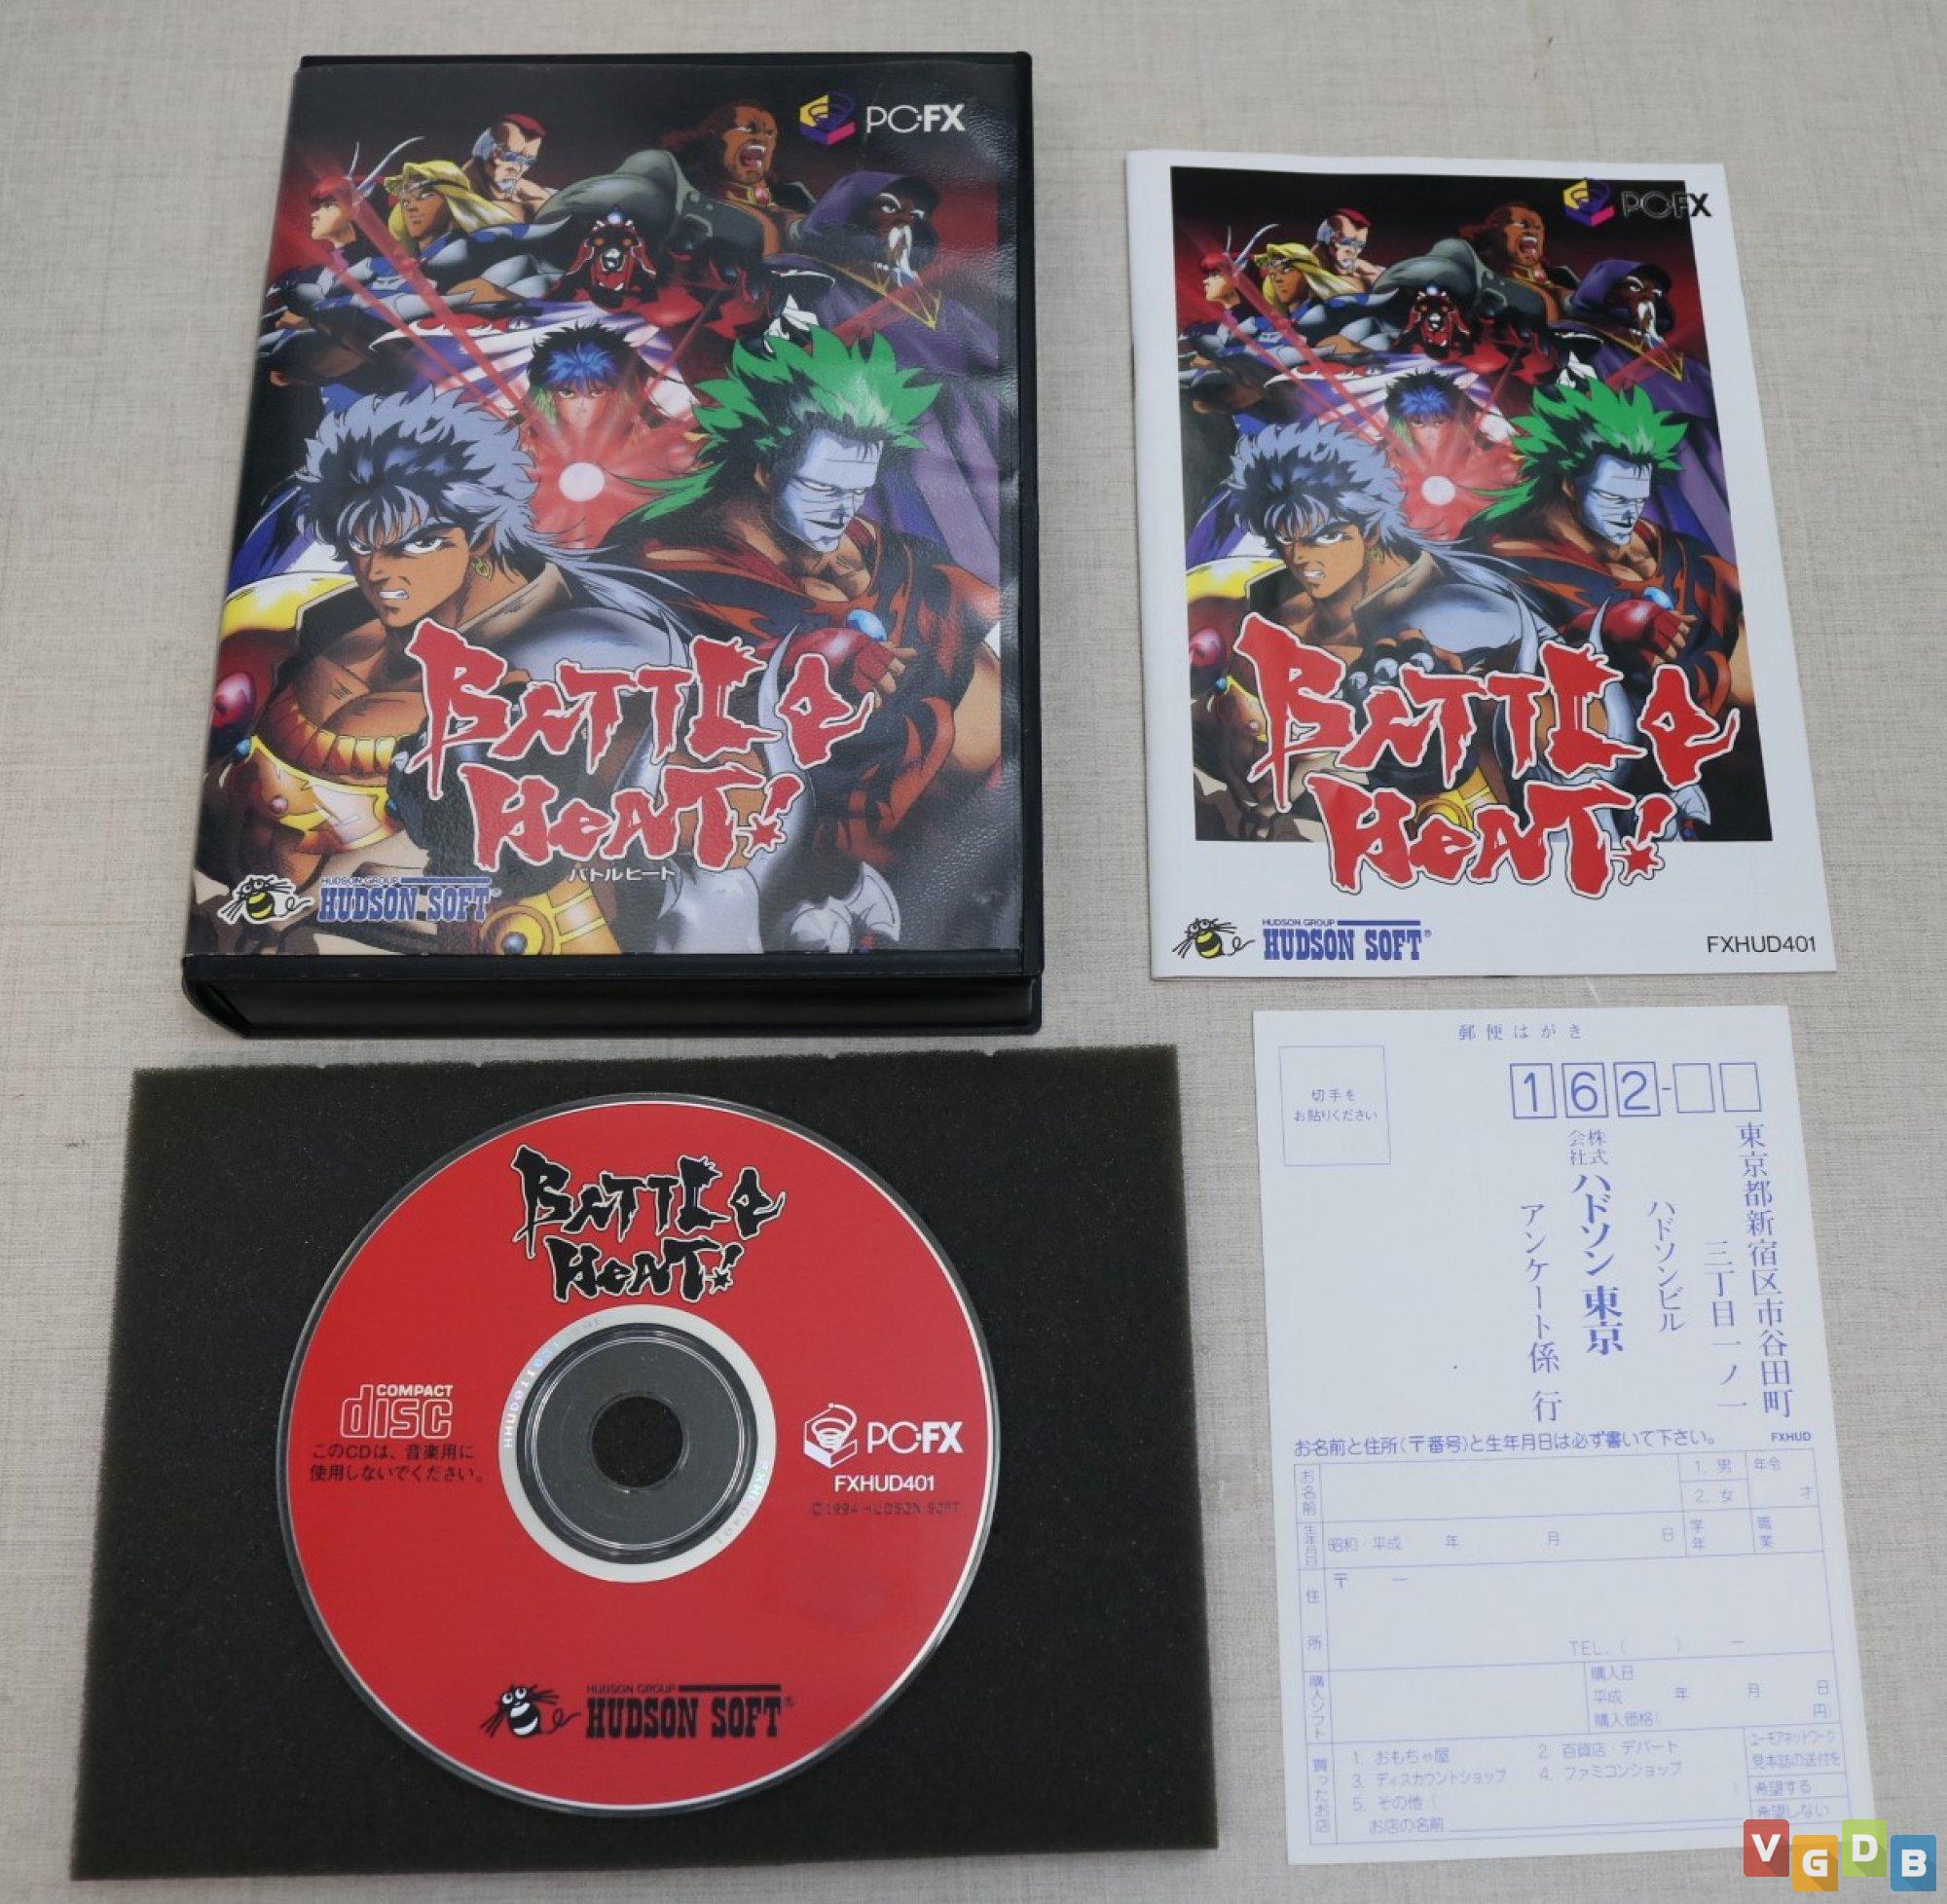 PC-FX
BATTLE
HEAT!
バトルヒート
HUDSON GROUP
HUDSON SOFT®
PC-FX
BATTLE
HEAT!
HUDSON GROUP
HUDSON SOFT®
FXHUD401
BATTLE
HEAT!
COMPACT
disc
このCDは、音楽用に
使用しないでください。
PC-FX
FXHUD401
©1994 HUDSON SOFT
HUDSON GROUP
HUDSON SOFT®
郵便はがき
切手を
お貼りください
162-
東京都新宿区市谷田町
三丁目一ノ一
ハドソンビル
株式会社ハドソン 東京
アンケート係 行
お名前と住所(〒番号)と生年月日は必ず書いて下さい。
FXHUD
お名前
1. 男
2. 女
年令
才
生年月日
昭和・平成 年 月 日
学年
職業
住所
〒 ー
TEL. ( ) ー
購入ソフト
購入日
平成 年 月 日
購入価格( 円)
買ったお店
1. おもちゃ屋 2. 百貨店・デパート
3. ディスカウントショップ 4. ファミコンショップ
5. その他 (
お店の名前
ユーモアネットワーク
見本誌の送付を
希望する
希望しない
VGDB